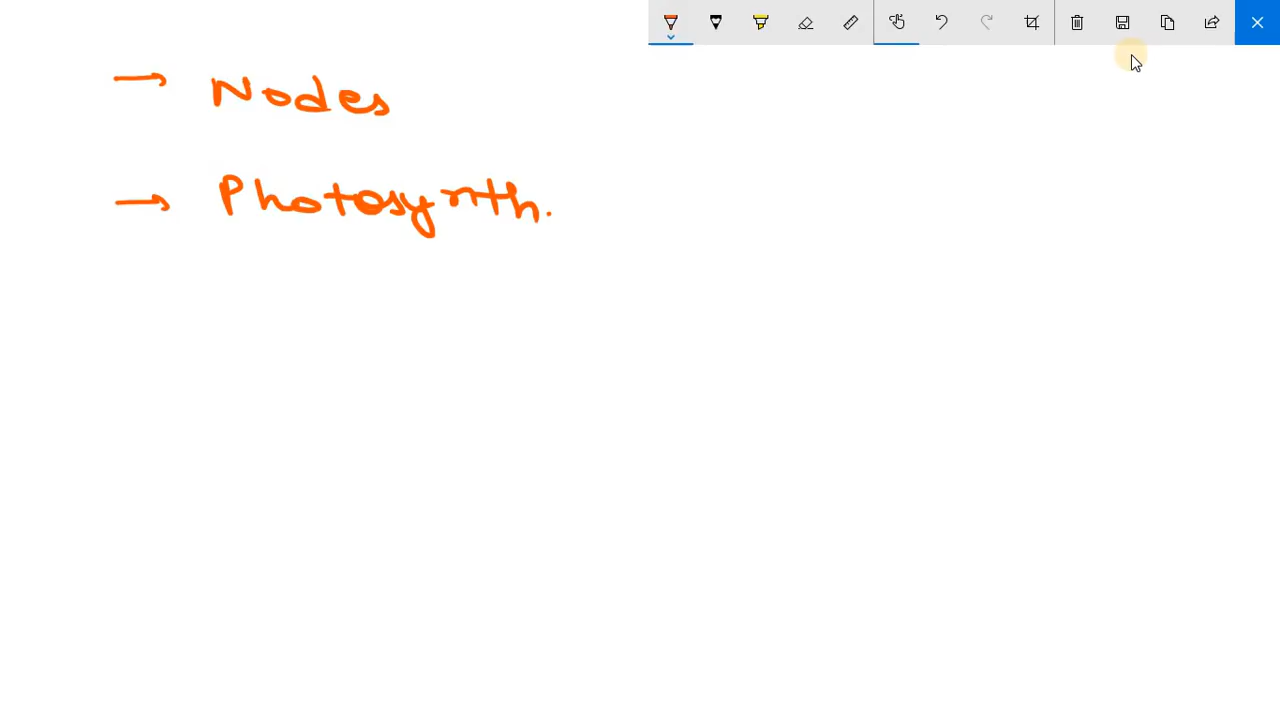 → Nodes
→ Photosynth.